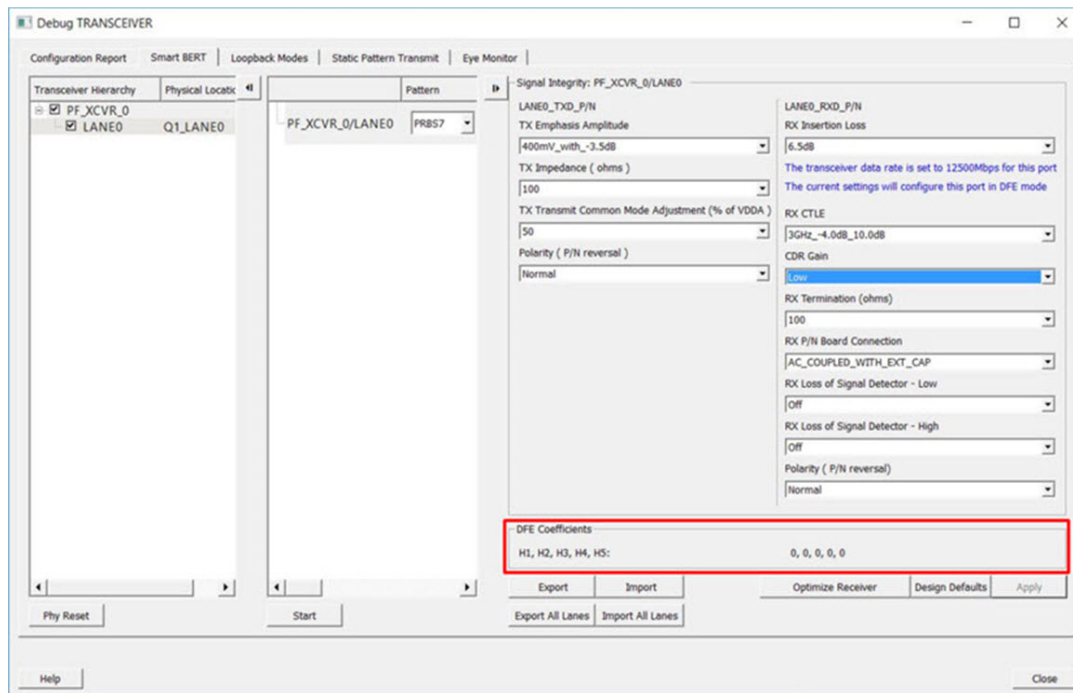 Debug TRANSCEIVER
Configuration Report
Smart BERT
Loopback Modes
Static Pattern Transmit
Eye Monitor
Transceiver Hierarchy
Physical Locatic
PF_XCVR_0
LANE0
Q1_LANE0
Phy Reset
Pattern
PF_XCVR_0/LANE0
PRBS7
Start
Signal Integrity: PF_XCVR_0/LANE0
LANE0_TXD_P/N
TX Emphasis Amplitude
400mV_with_-3.5dB
TX Impedance ( ohms )
100
TX Transmit Common Mode Adjustment (% of VDDA )
50
Polarity ( P/N reversal )
Normal
LANE0_RXD_P/N
RX Insertion Loss
6.5dB
The transceiver data rate is set to 12500Mbps for this port
The current settings will configure this port in DFE mode
RX CTLE
3GHz_-4.0dB_10.0dB
CDR Gain
Low
RX Termination (ohms)
100
RX P/N Board Connection
AC_COUPLED_WITH_EXT_CAP
RX Loss of Signal Detector - Low
Off
RX Loss of Signal Detector - High
Off
Polarity ( P/N reversal)
Normal
DFE Coefficients
H1, H2, H3, H4, H5: 0, 0, 0, 0, 0
Export
Import
Optimize Receiver
Design Defaults
Apply
Export All Lanes
Import All Lanes
Help
Close